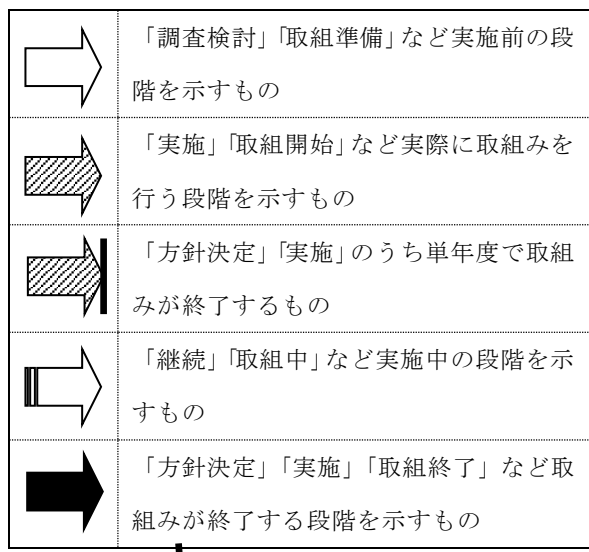 「調査検討」「取組準備」など実施前の段
階を示すもの
「実施」「取組開始」など実際に取組みを
行う段階を示すもの
「方針決定」「実施」のうち単年度で取組
みが終了するもの
「継続」「取組中」など実施中の段階を示
すもの
「方針決定」「実施」「取組終了」など取
組みが終了する段階を示すもの